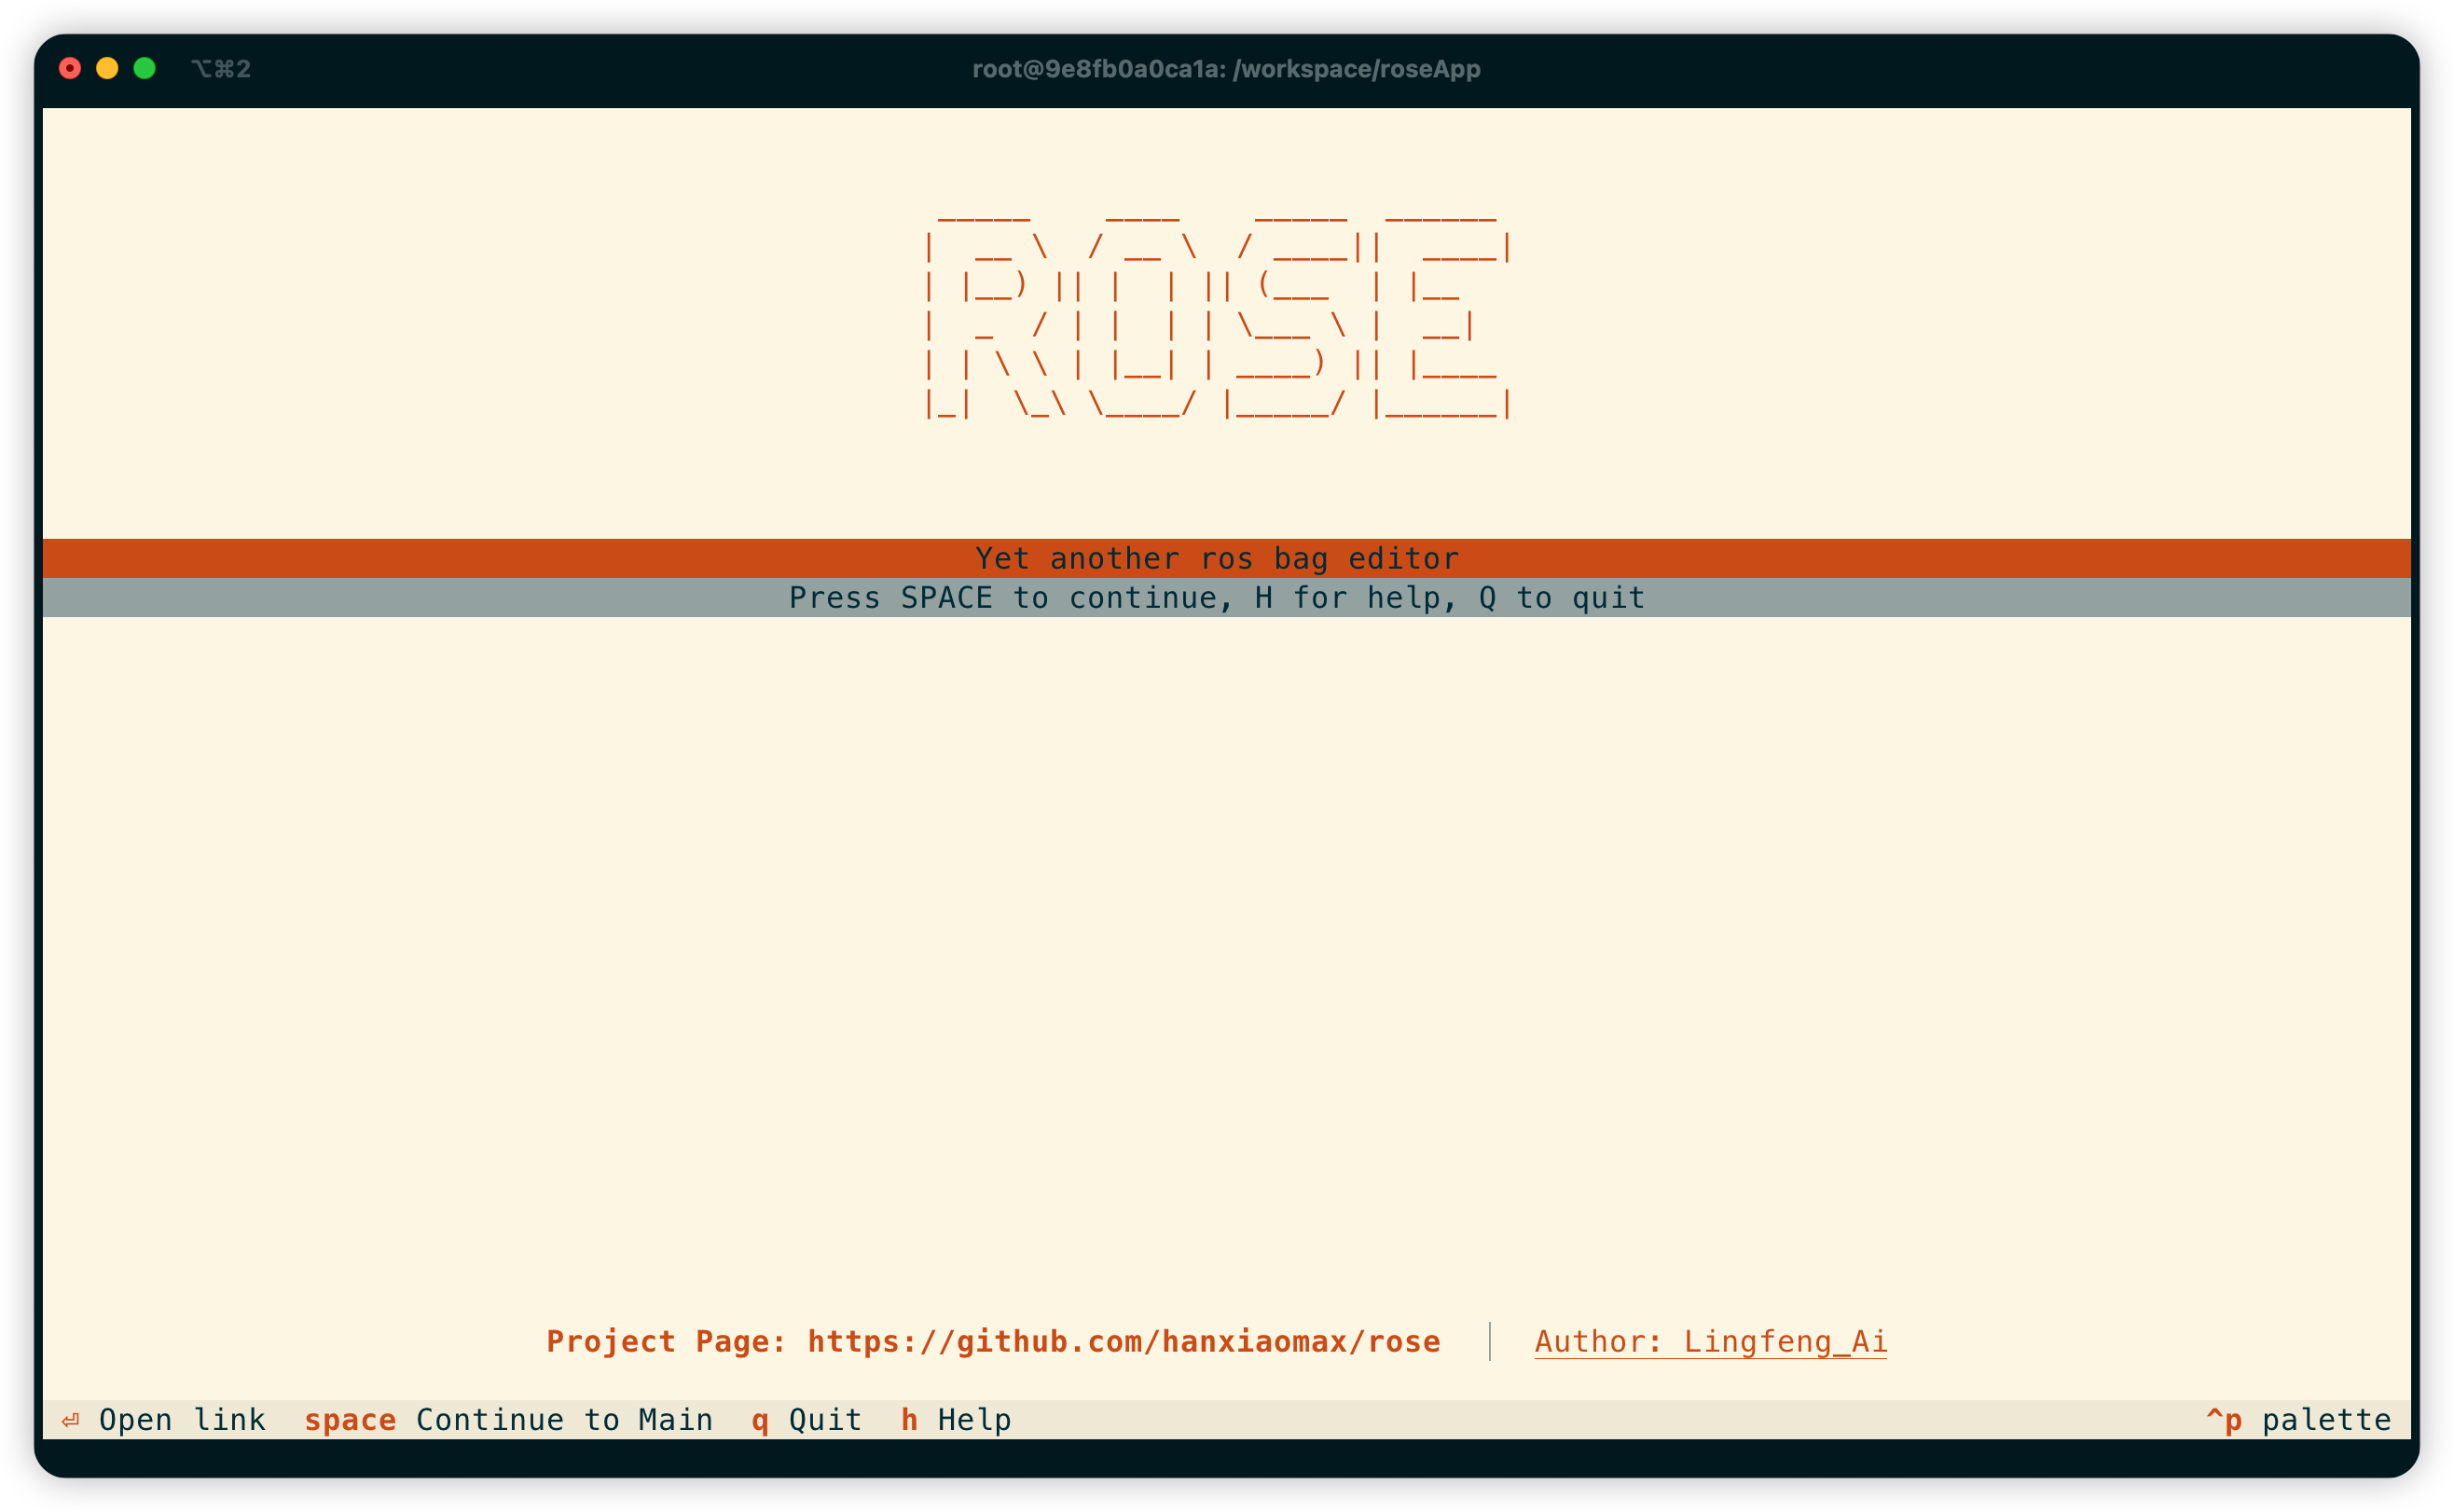 ⌥⌘2 root@9e8fb0a0ca1a: /workspace/roseApp
ROSE
Yet another ros bag editor
Press SPACE to continue, H for help, Q to quit
Project Page: https://github.com/hanxiaomax/rose │ Author: Lingfeng_Ai
⏎ Open link space Continue to Main q Quit h Help ^p palette